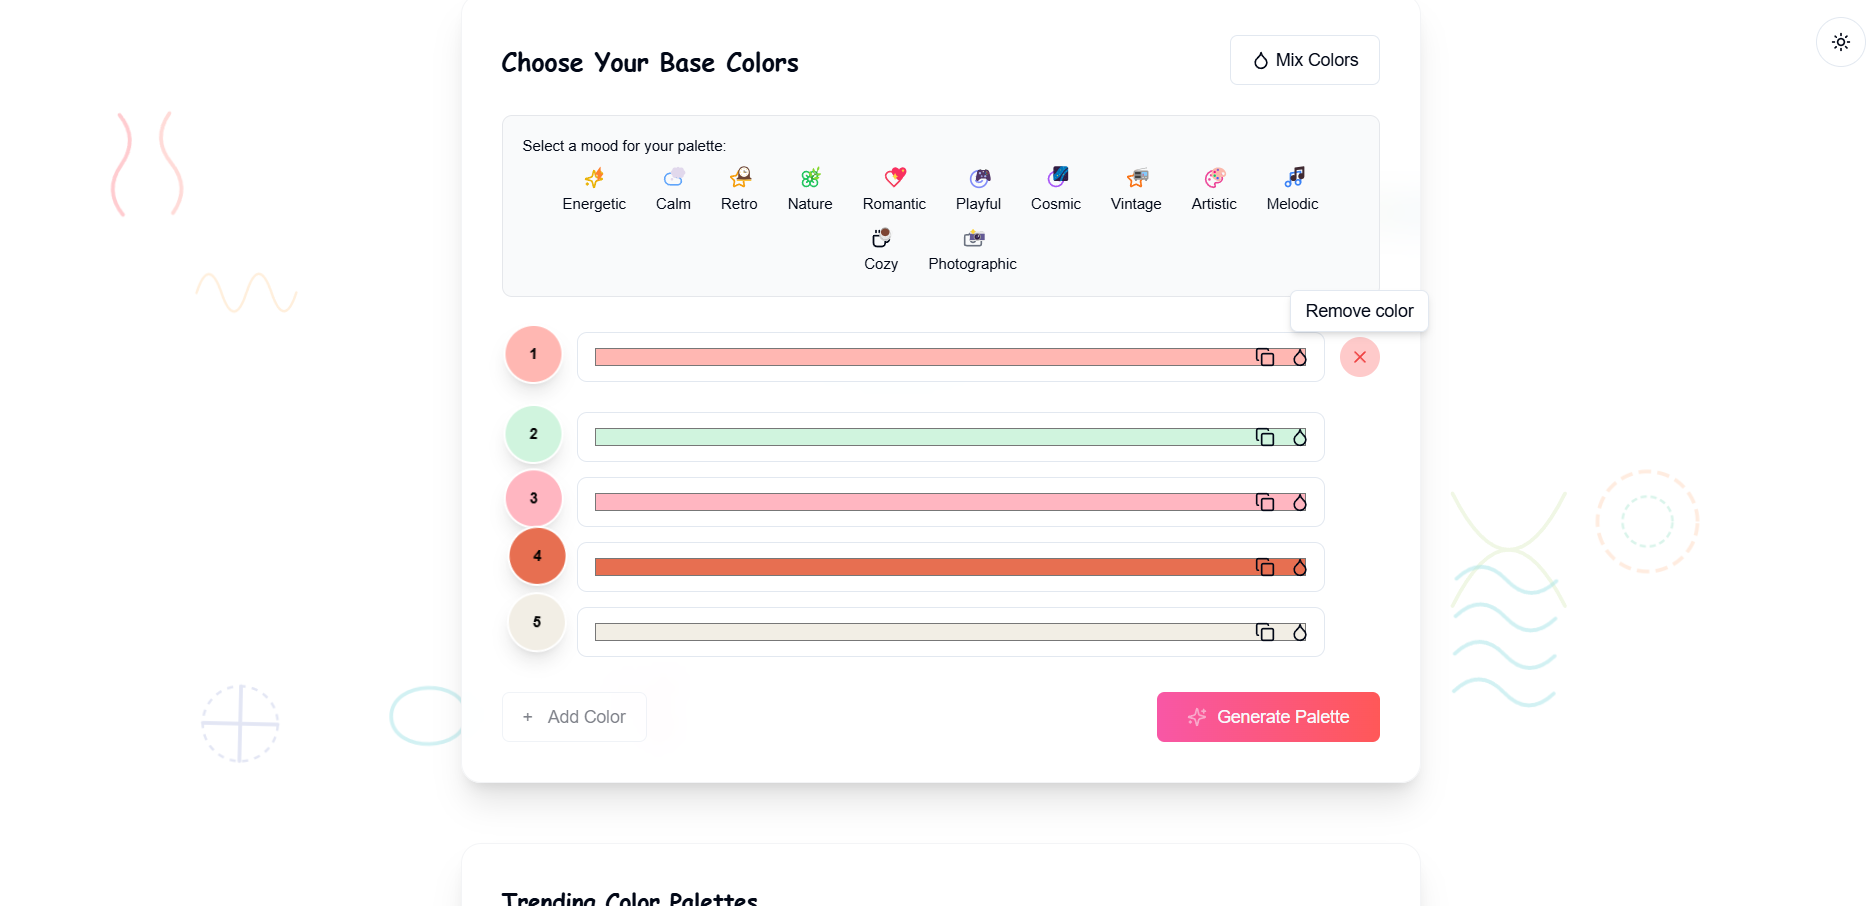 Choose Your Base Colors
Mix Colors
Select a mood for your palette:
Energetic Calm Retro Nature Romantic Playful Cosmic Vintage Artistic Melodic
Cozy Photographic
Remove color
1
2
3
4
5
+ Add Color
Generate Palette
Trending Color Palettes